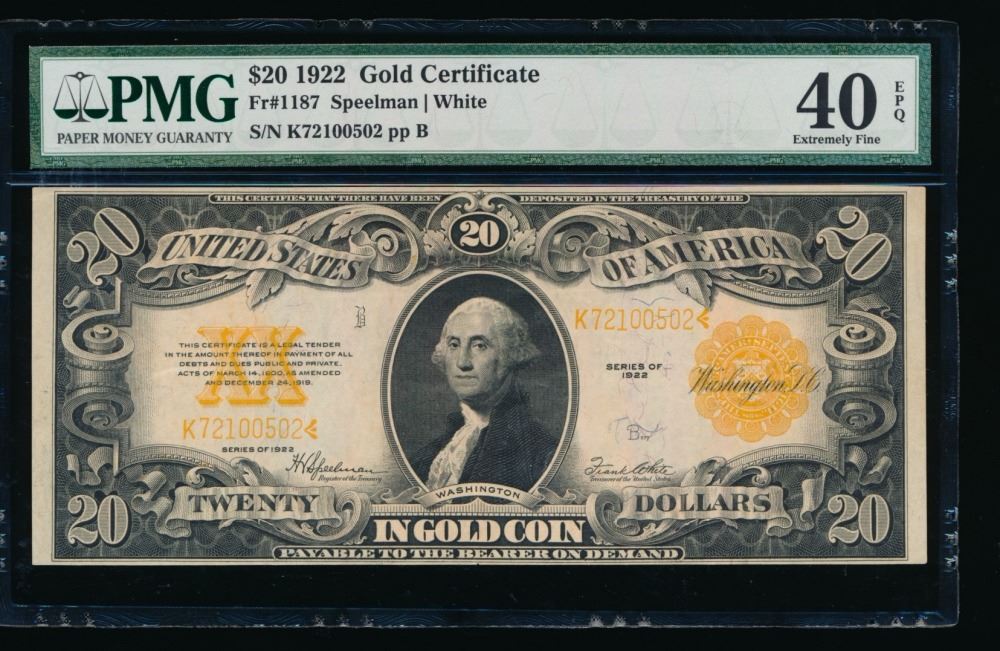 PMG
PAPER MONEY GUARANTY
$20 1922 Gold Certificate
Fr#1187 Speelman | White
S/N K72100502 pp B
40
EPQ
Extremely Fine
THIS CERTIFIES THAT THERE HAVE BEEN DEPOSITED IN THE TREASURY OF THE
20 UNITED STATES 20 OF AMERICA 20
B
K72100502
XX
THIS CERTIFICATE IS A LEGAL TENDER
IN THE AMOUNT THEREOF IN PAYMENT OF ALL
DEBTS AND DUES PUBLIC AND PRIVATE.
ACTS OF MARCH 14, 1900, AS AMENDED
AND DECEMBER 24, 1919.
SERIES OF
1922
Washington, D.C.
K72100502
SERIES OF 1922
H.V. Speelman
Register of the Treasury
Frank White
Treasurer of the United States
WASHINGTON
20 TWENTY DOLLARS 20
IN GOLD COIN
PAYABLE TO THE BEARER ON DEMAND